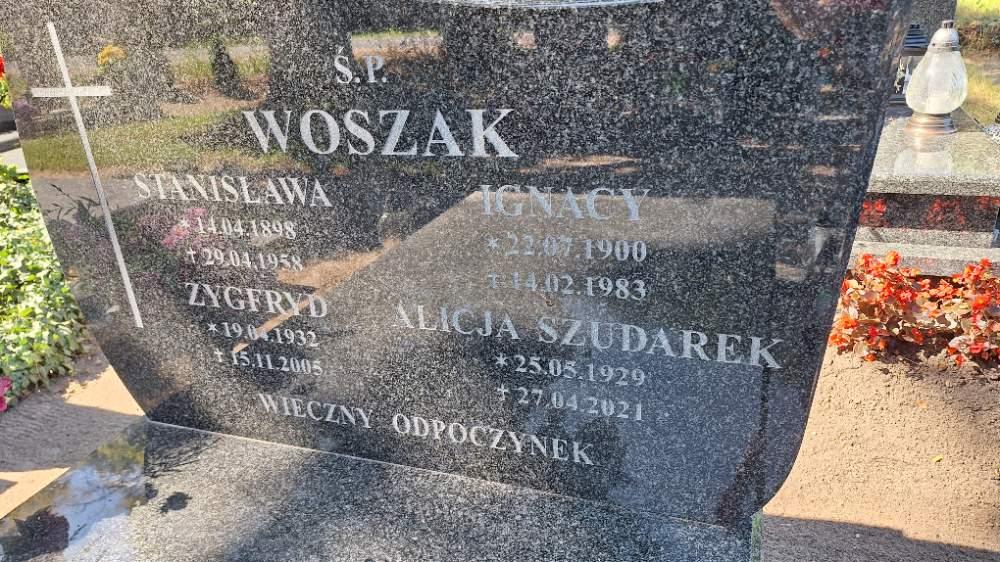 Ś.P.
WOSZAK
STANISŁAWA
* 14.04.1898
† 29.04.1958
IGNACY
* 22.07.1900
† 14.02.1983
ZYGFRYD
* 19.04.1932
† 15.11.2005
ALICJA SZUDAREK
* 25.05.1929
† 27.04.2021
WIECZNY ODPOCZYNEK